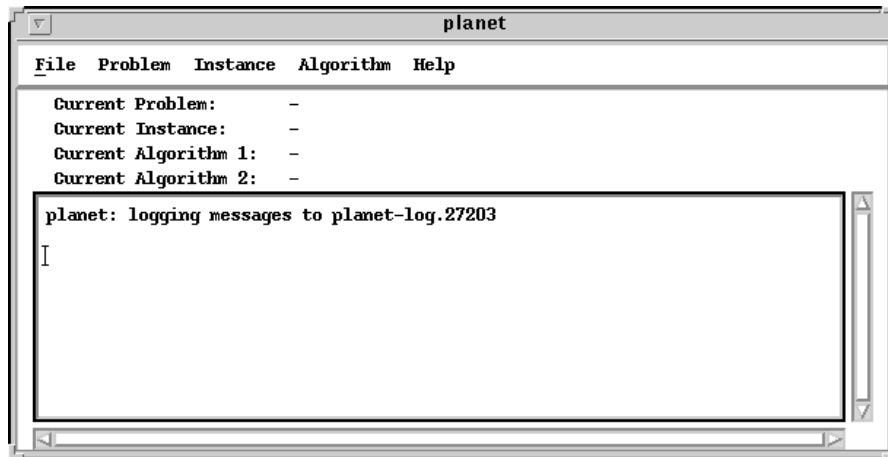 planet
File Problem Instance Algorithm Help
Current Problem: -
Current Instance: -
Current Algorithm 1: -
Current Algorithm 2: -
planet: logging messages to planet-log.27203